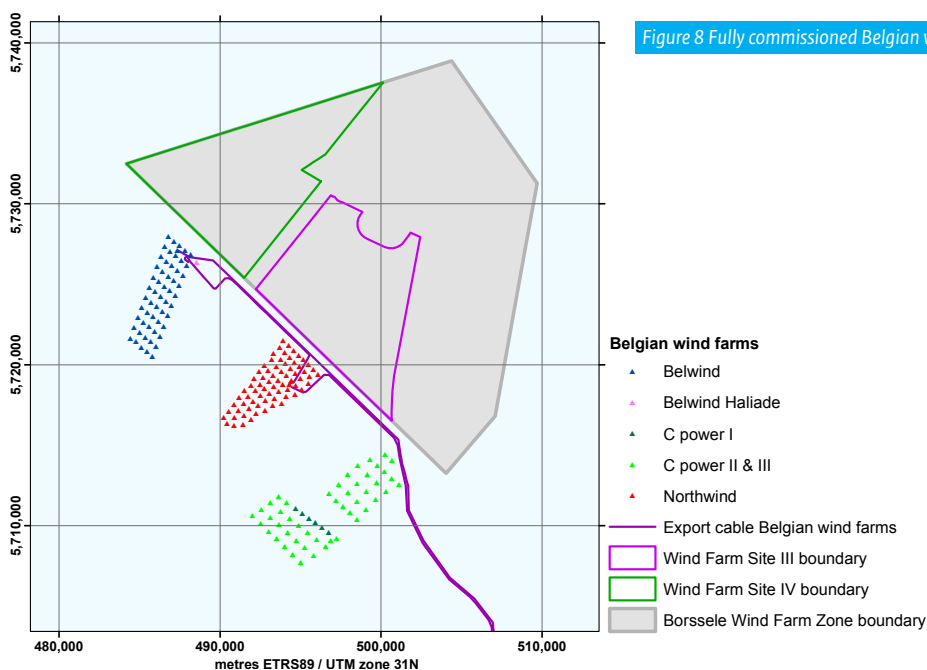 Figure 8 Fully commissioned Belgian
5,740,000
5,730,000
5,720,000
5,710,000
480,000
490,000
500,000
510,000
metres ETRS89 / UTM zone 31N
Belgian wind farms
Belwind
Belwind Haliade
C power I
C power II & III
Northwind
Export cable Belgian wind farms
Wind Farm Site III boundary
Wind Farm Site IV boundary
Borssele Wind Farm Zone boundary